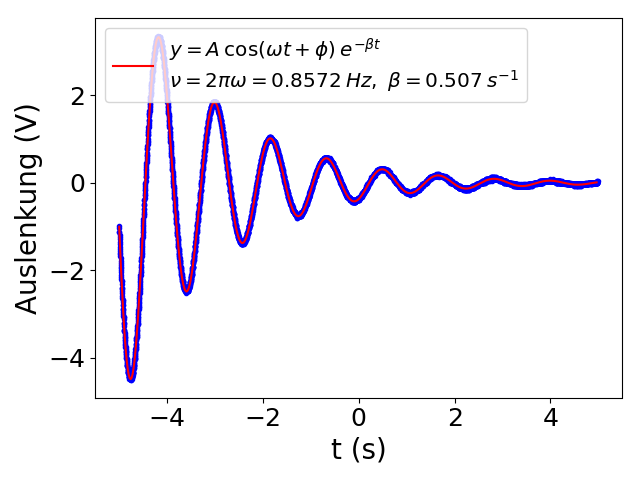 y = A cos(ωt + ϕ) e^{−βt}
ν = 2πω = 0.8572 Hz, β = 0.507 s^{−1}
Auslenkung (V)
2
0
−2
−4
−4
−2
0
2
4
t (s)